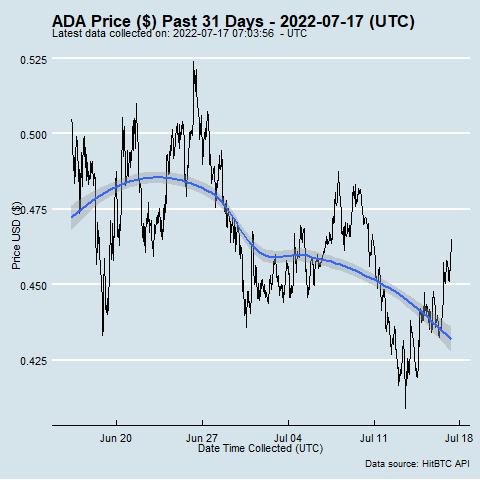 ADA Price ($) Past 31 Days - 2022-07-17 (UTC)
Latest data collected on: 2022-07-17 07:03:56 - UTC
0.525
0.500
0.475
0.450
0.425
Price USD ($)
Jun 20
Jun 27
Jul 04
Jul 11
Jul 18
Date Time Collected (UTC)
Data source: HitBTC API